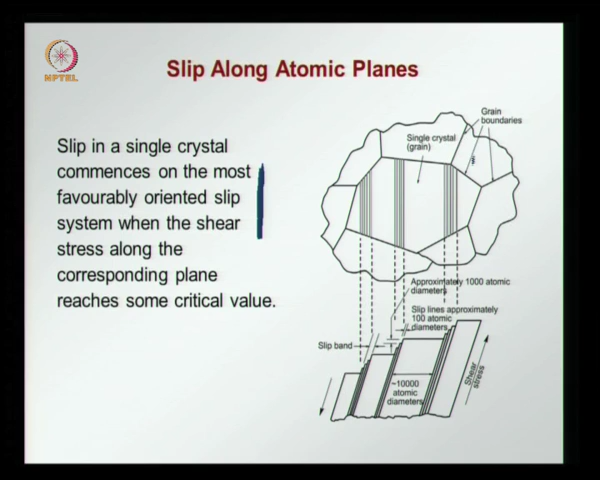 NPTEL
Slip Along Atomic Planes
Slip in a single crystal
commences on the most
favourably oriented slip
system when the shear
stress along the
corresponding plane
reaches some critical value.
Grain
boundaries
Single crystal
(grain)
Approximately 1000 atomic
diameters
Slip lines approximately
100 atomic
diameters
Slip band
~10000
atomic
diameters
Shear
stress